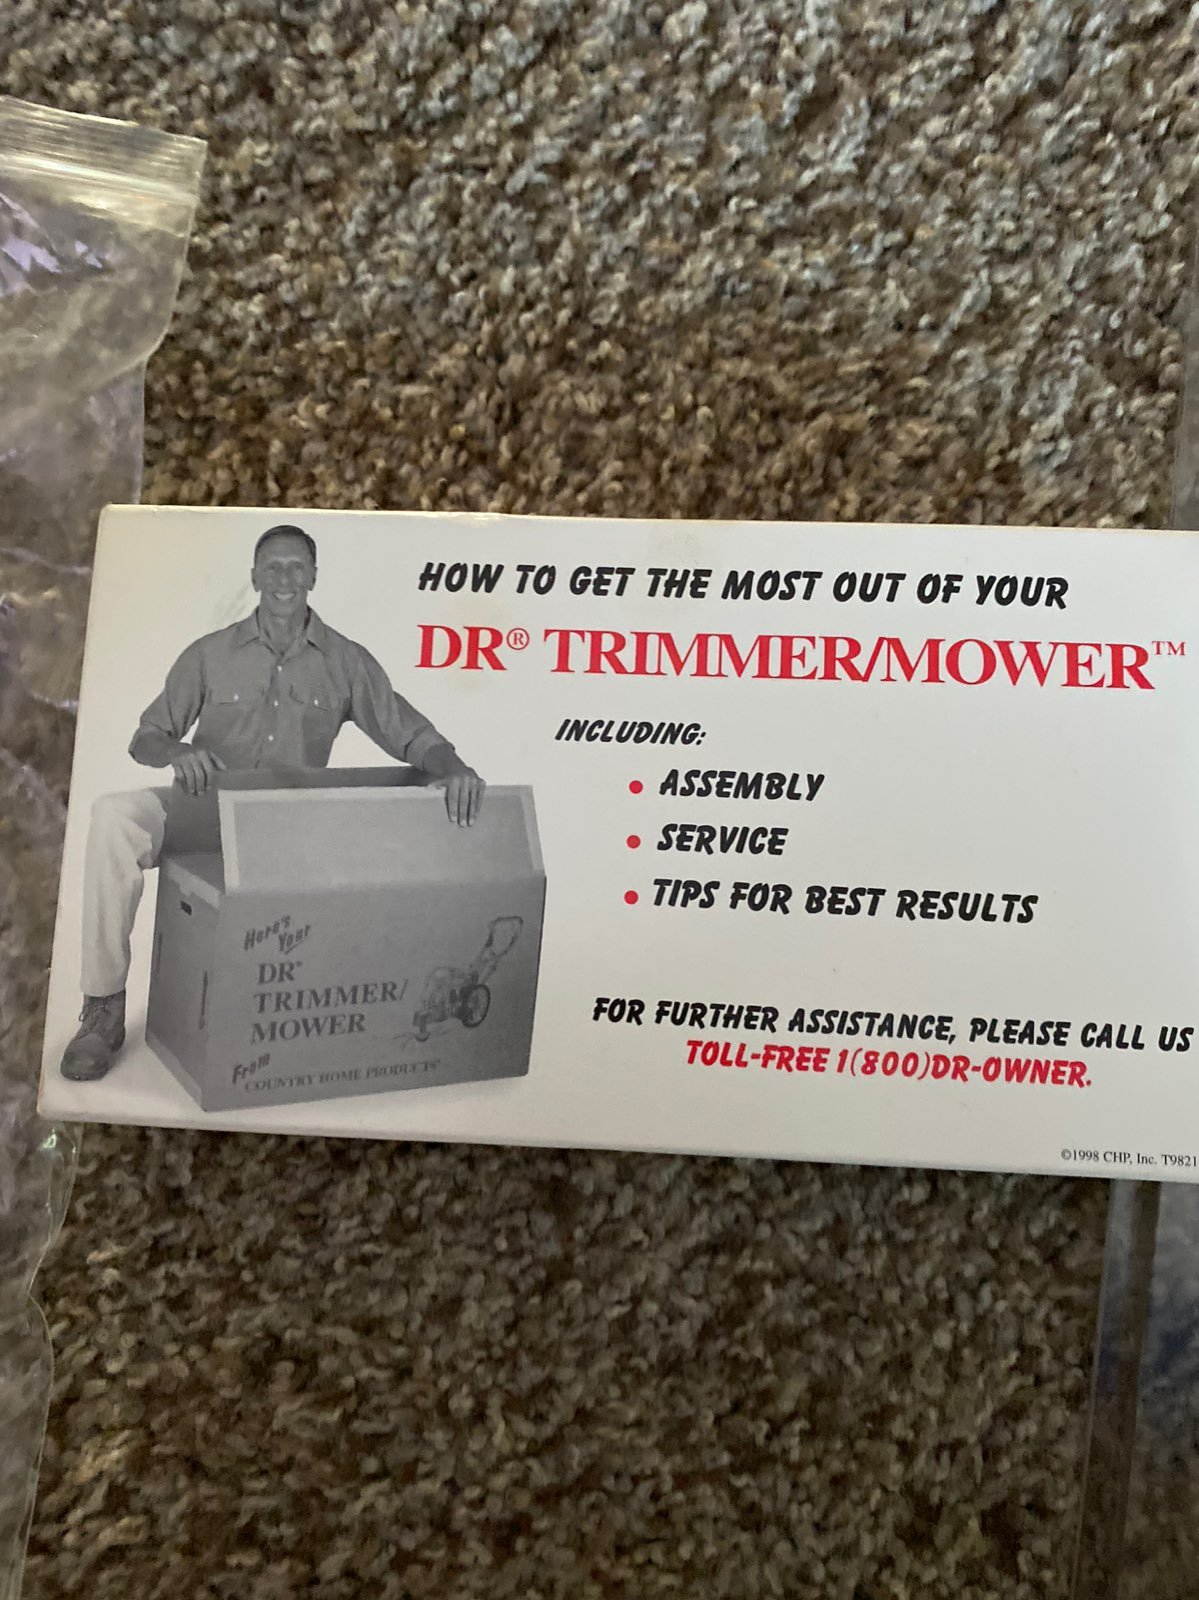 HOW TO GET THE MOST OUT OF YOUR
DR® TRIMMER/MOWER™
INCLUDING:
• ASSEMBLY
• SERVICE
• TIPS FOR BEST RESULTS
Here's
Your
DR®
TRIMMER/
MOWER
From
COUNTRY HOME PRODUCTS®
FOR FURTHER ASSISTANCE, PLEASE CALL US
TOLL-FREE 1(800)DR-OWNER.
©1998 CHP, Inc. T9821